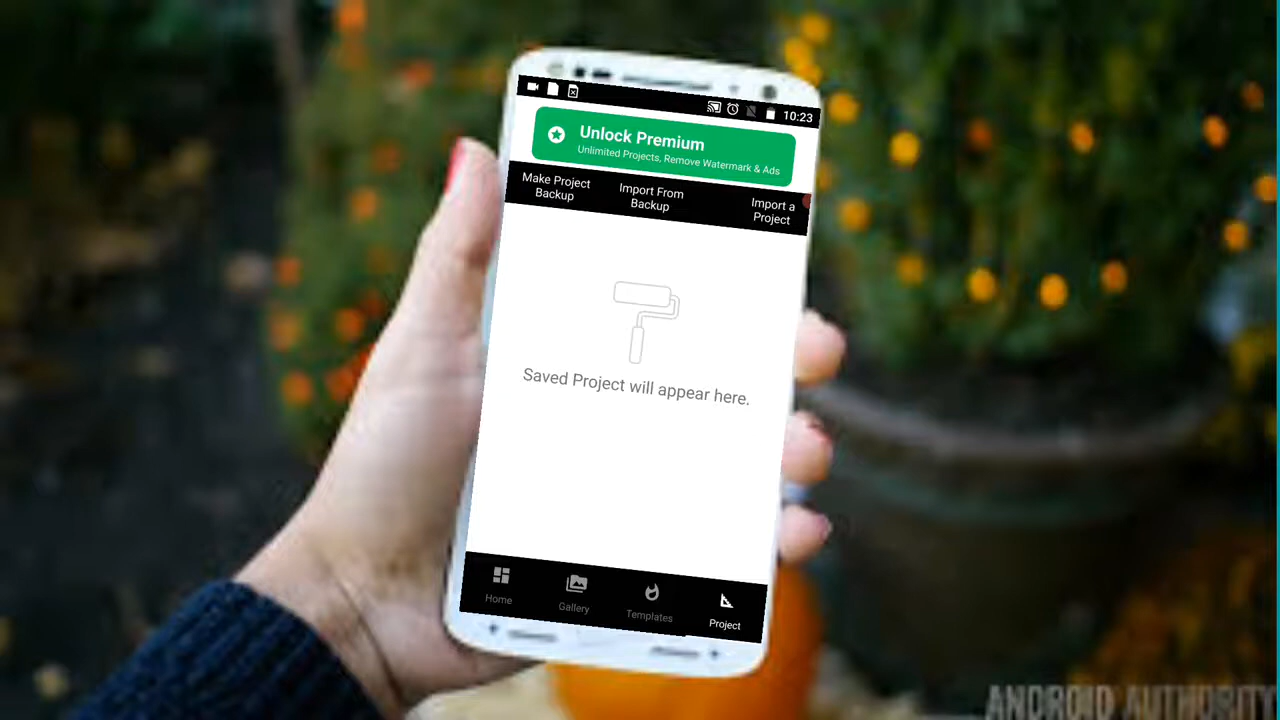 10:23
Unlock Premium
Unlimited Projects, Remove Watermark & Ads
Make Project
Backup
Import From
Backup
Import a
Project
Saved Project will appear here.
Home
Gallery
Templates
Project
ANDROID AUTHORITY